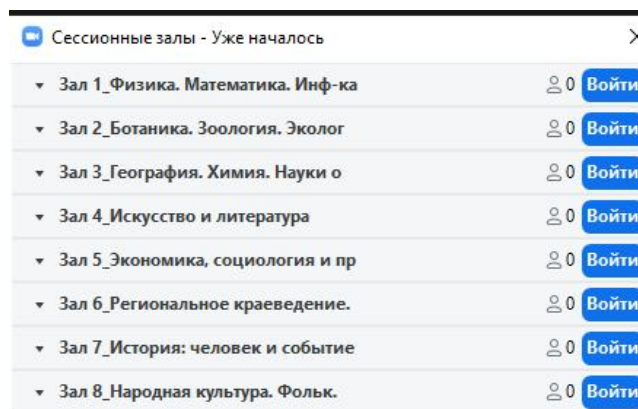 Сессионные залы - Уже началось
Зал 1_Физика. Математика. Инф-ка 0 Войти
Зал 2_Ботаника. Зоология. Эколог 0 Войти
Зал 3_География. Химия. Науки о 0 Войти
Зал 4_Искусство и литература 0 Войти
Зал 5_Экономика, социология и пр 0 Войти
Зал 6_Региональное краеведение. 0 Войти
Зал 7_История: человек и событие 0 Войти
Зал 8_Народная культура. Фольк. 0 Войти